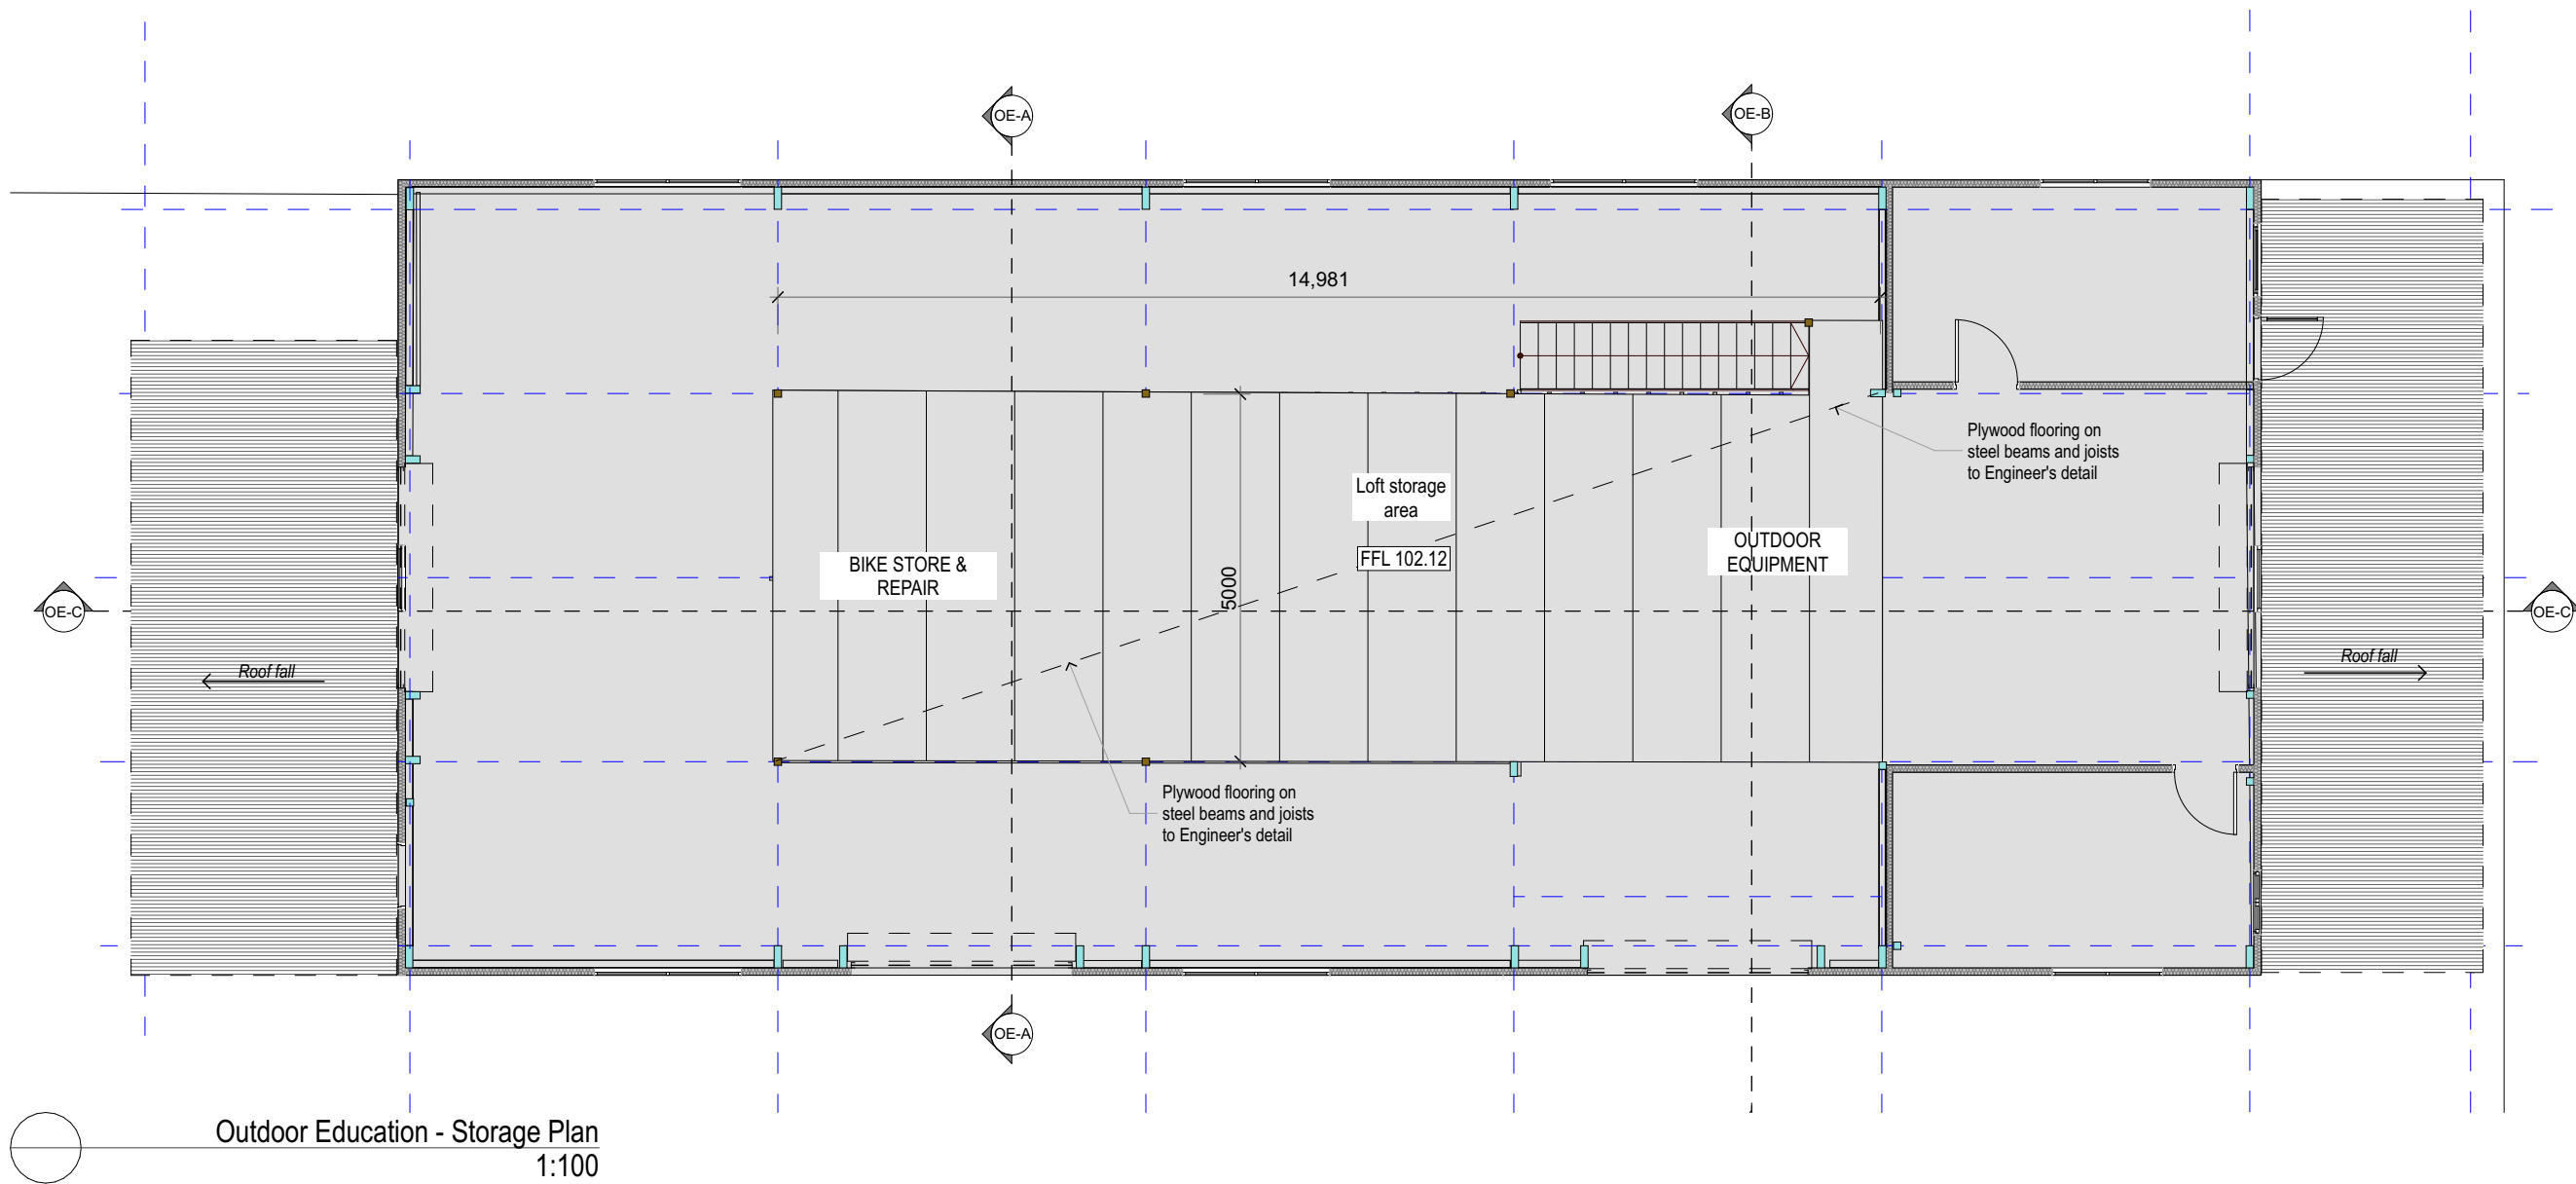 OE-A
OE-B
14,981
Plywood flooring on
steel beams and joists
to Engineer's detail
Loft storage
area
FFL 102.12
OUTDOOR
EQUIPMENT
BIKE STORE &
REPAIR
5000
OE-C
OE-C
Roof fall
Roof fall
Plywood flooring on
steel beams and joists
to Engineer's detail
OE-A
Outdoor Education - Storage Plan
1:100